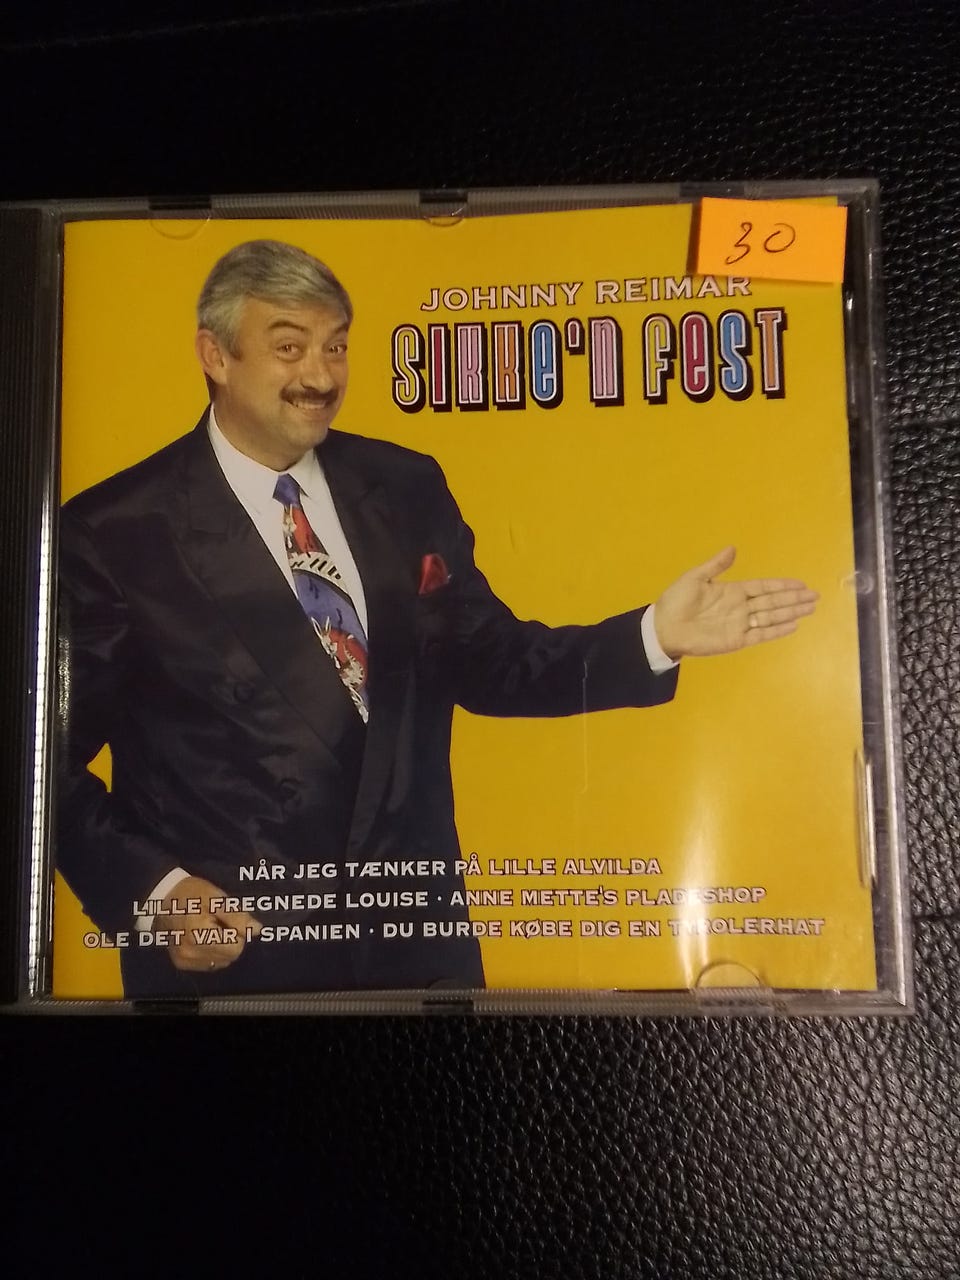 30
JOHNNY REIMAR
SIKKE'N FEST
NÅR JEG TÆNKER PÅ LILLE ALVILDA
LILLE FREGNEDE LOUISE · ANNE METTE'S PLADESHOP
OLE DET VAR I SPANIEN · DU BURDE KØBE DIG EN TYROLERHAT